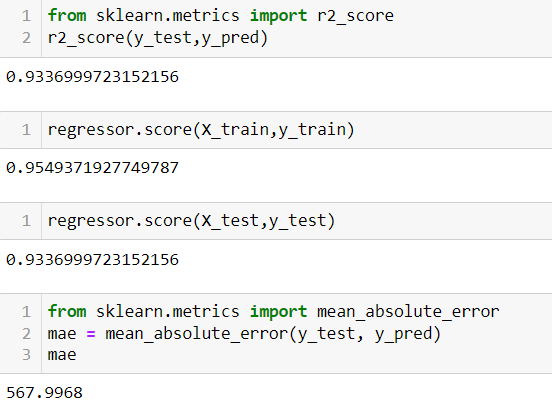 1 from sklearn.metrics import r2_score
2 r2_score(y_test,y_pred)
0.9336999723152156
1 regressor.score(X_train,y_train)
0.9549371927749787
1 regressor.score(X_test,y_test)
0.9336999723152156
1 from sklearn.metrics import mean_absolute_error
2 mae = mean_absolute_error(y_test, y_pred)
3 mae
567.9968